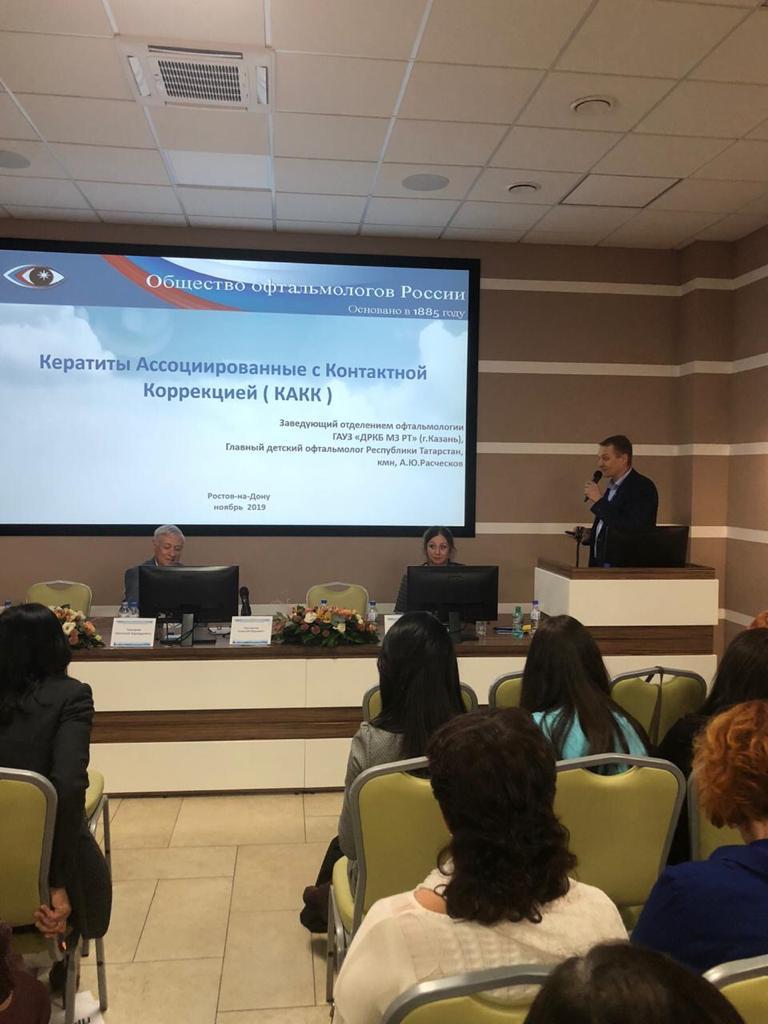 Общество офтальмологов России
Основано в 1885 году
Кератиты Ассоциированные с Контактной
Коррекцией ( КАКК )
Заведующий отделением офтальмологии
ГАУЗ «ДРКБ МЗ РТ» (г.Казань),
Главный детский офтальмолог Республики Татарстан,
кмн, А.Ю.Расческов
Ростов-на-Дону
ноябрь 2019